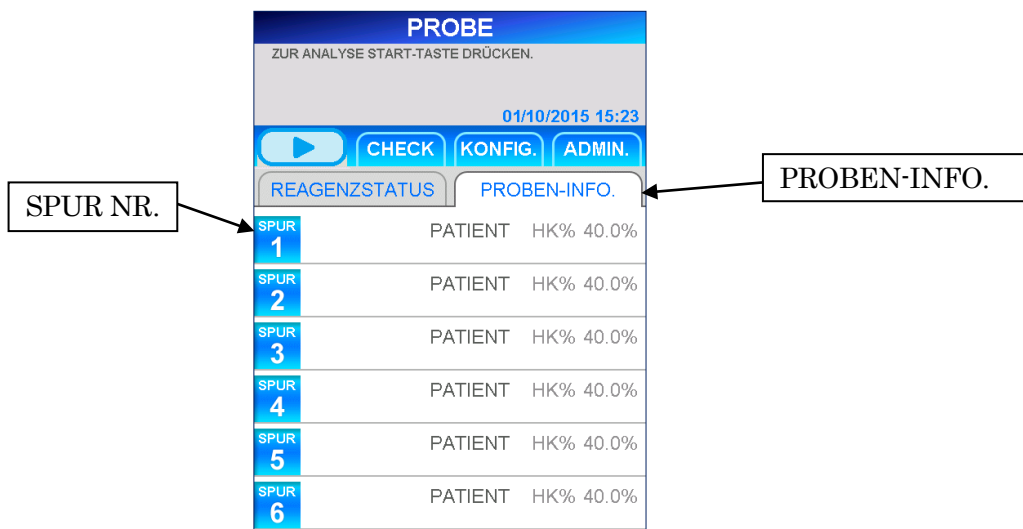 PROBE
ZUR ANALYSE START-TASTE DRÜCKEN.
01/10/2015 15:23
CHECK KONFIG. ADMIN.
REAGENZSTATUS PROBEN-INFO.
PROBEN-INFO.
SPUR NR.
SPUR 1 PATIENT HK% 40.0%
SPUR 2 PATIENT HK% 40.0%
SPUR 3 PATIENT HK% 40.0%
SPUR 4 PATIENT HK% 40.0%
SPUR 5 PATIENT HK% 40.0%
SPUR 6 PATIENT HK% 40.0%